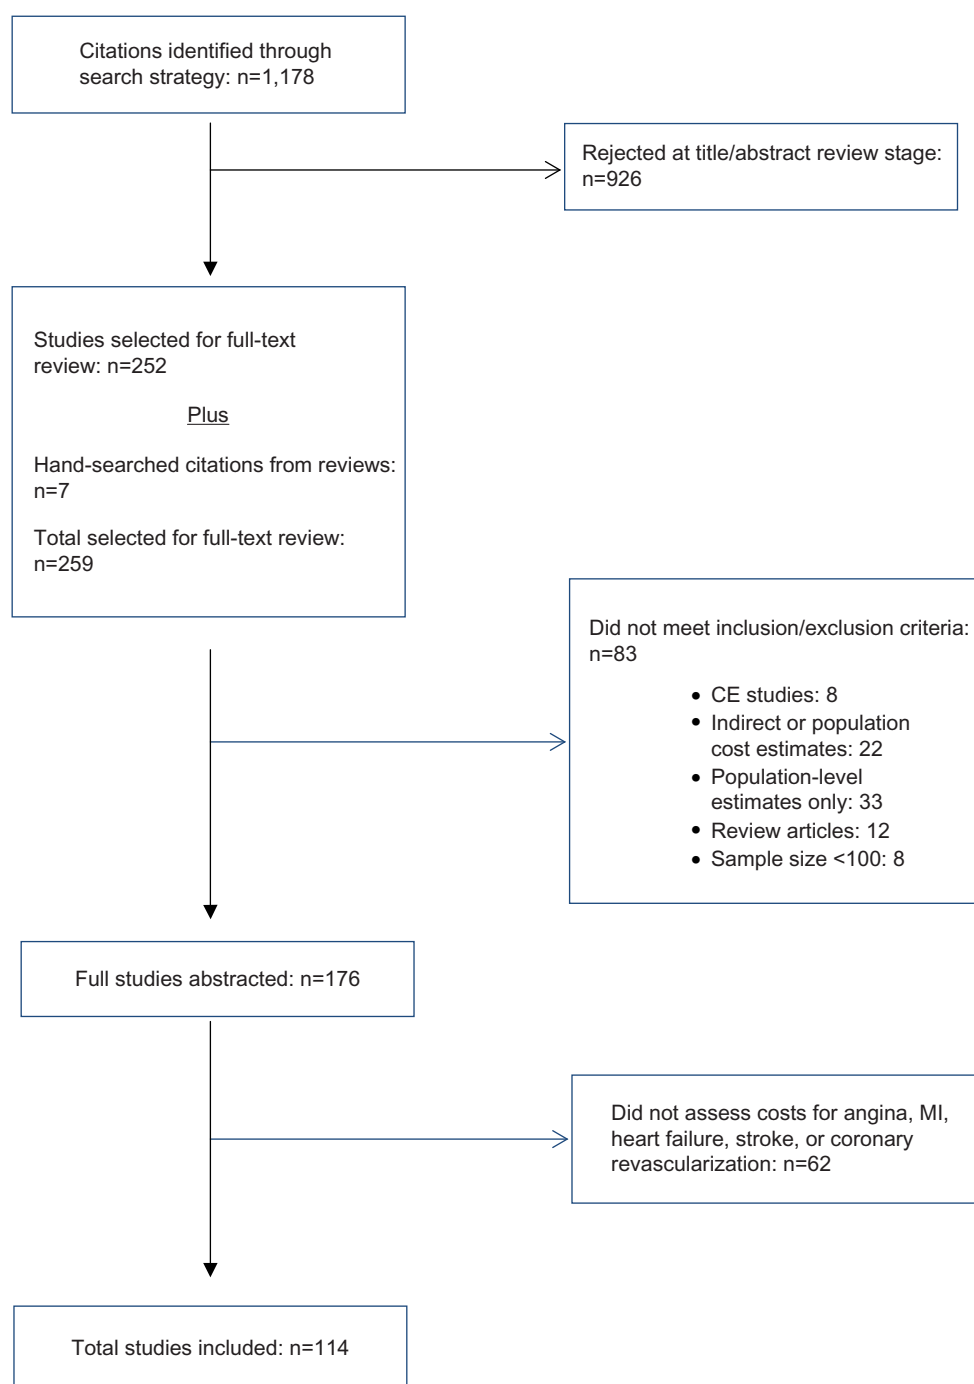 Citations identified through
search strategy: n=1,178
Rejected at title/abstract review stage:
n=926
Studies selected for full-text
review: n=252
Plus
Hand-searched citations from reviews:
n=7
Total selected for full-text review:
n=259
Did not meet inclusion/exclusion criteria:
n=83
• CE studies: 8
• Indirect or population
cost estimates: 22
• Population-level
estimates only: 33
• Review articles: 12
• Sample size <100: 8
Full studies abstracted: n=176
Did not assess costs for angina, MI,
heart failure, stroke, or coronary
revascularization: n=62
Total studies included: n=114